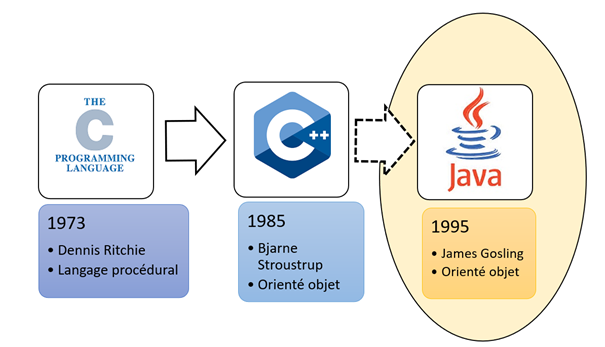 THE
C
PROGRAMMING
LANGUAGE
1973
• Dennis Ritchie
• Langage procédural
C++
1985
• Bjarne
Stroustrup
• Orienté objet
Java
1995
• James Gosling
• Orienté objet